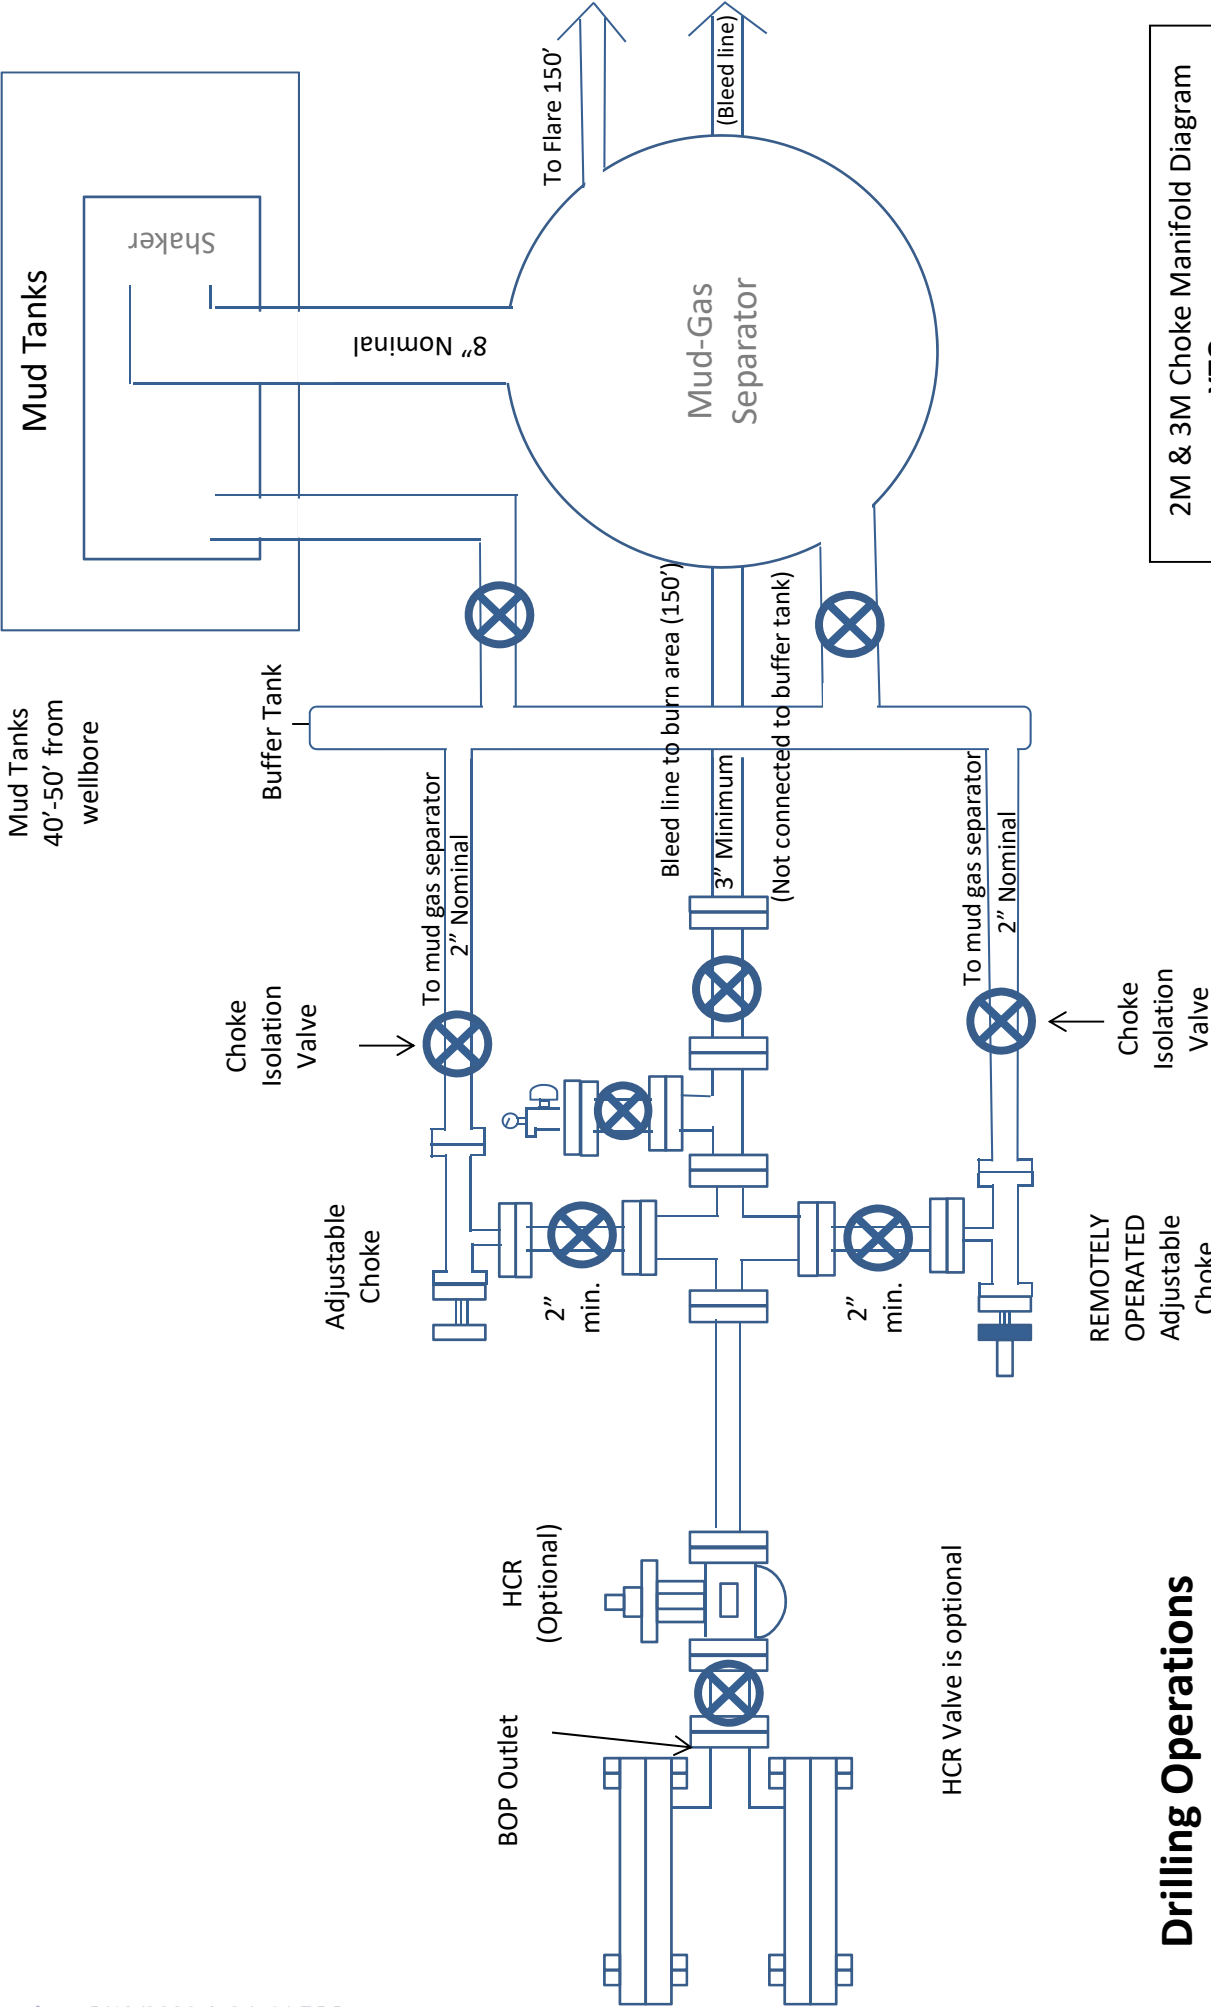 Mud Tanks
40'-50' from
wellbore
Mud Tanks
Shaker
8" Nominal
To Flare 150'
(Bleed line)
Mud-Gas
Separator
Buffer Tank
Choke
Isolation
Valve
To mud gas separator
2" Nominal
Bleed line to burn area (150')
3" Minimum
(Not connected to buffer tank)
To mud gas separator
2" Nominal
Choke
Isolation
Valve
Adjustable
Choke
2"
min.
2"
min.
REMOTELY
OPERATED
Adjustable
Choke
HCR
(Optional)
BOP Outlet
HCR Valve is optional
Drilling Operations
2M & 3M Choke Manifold Diagram